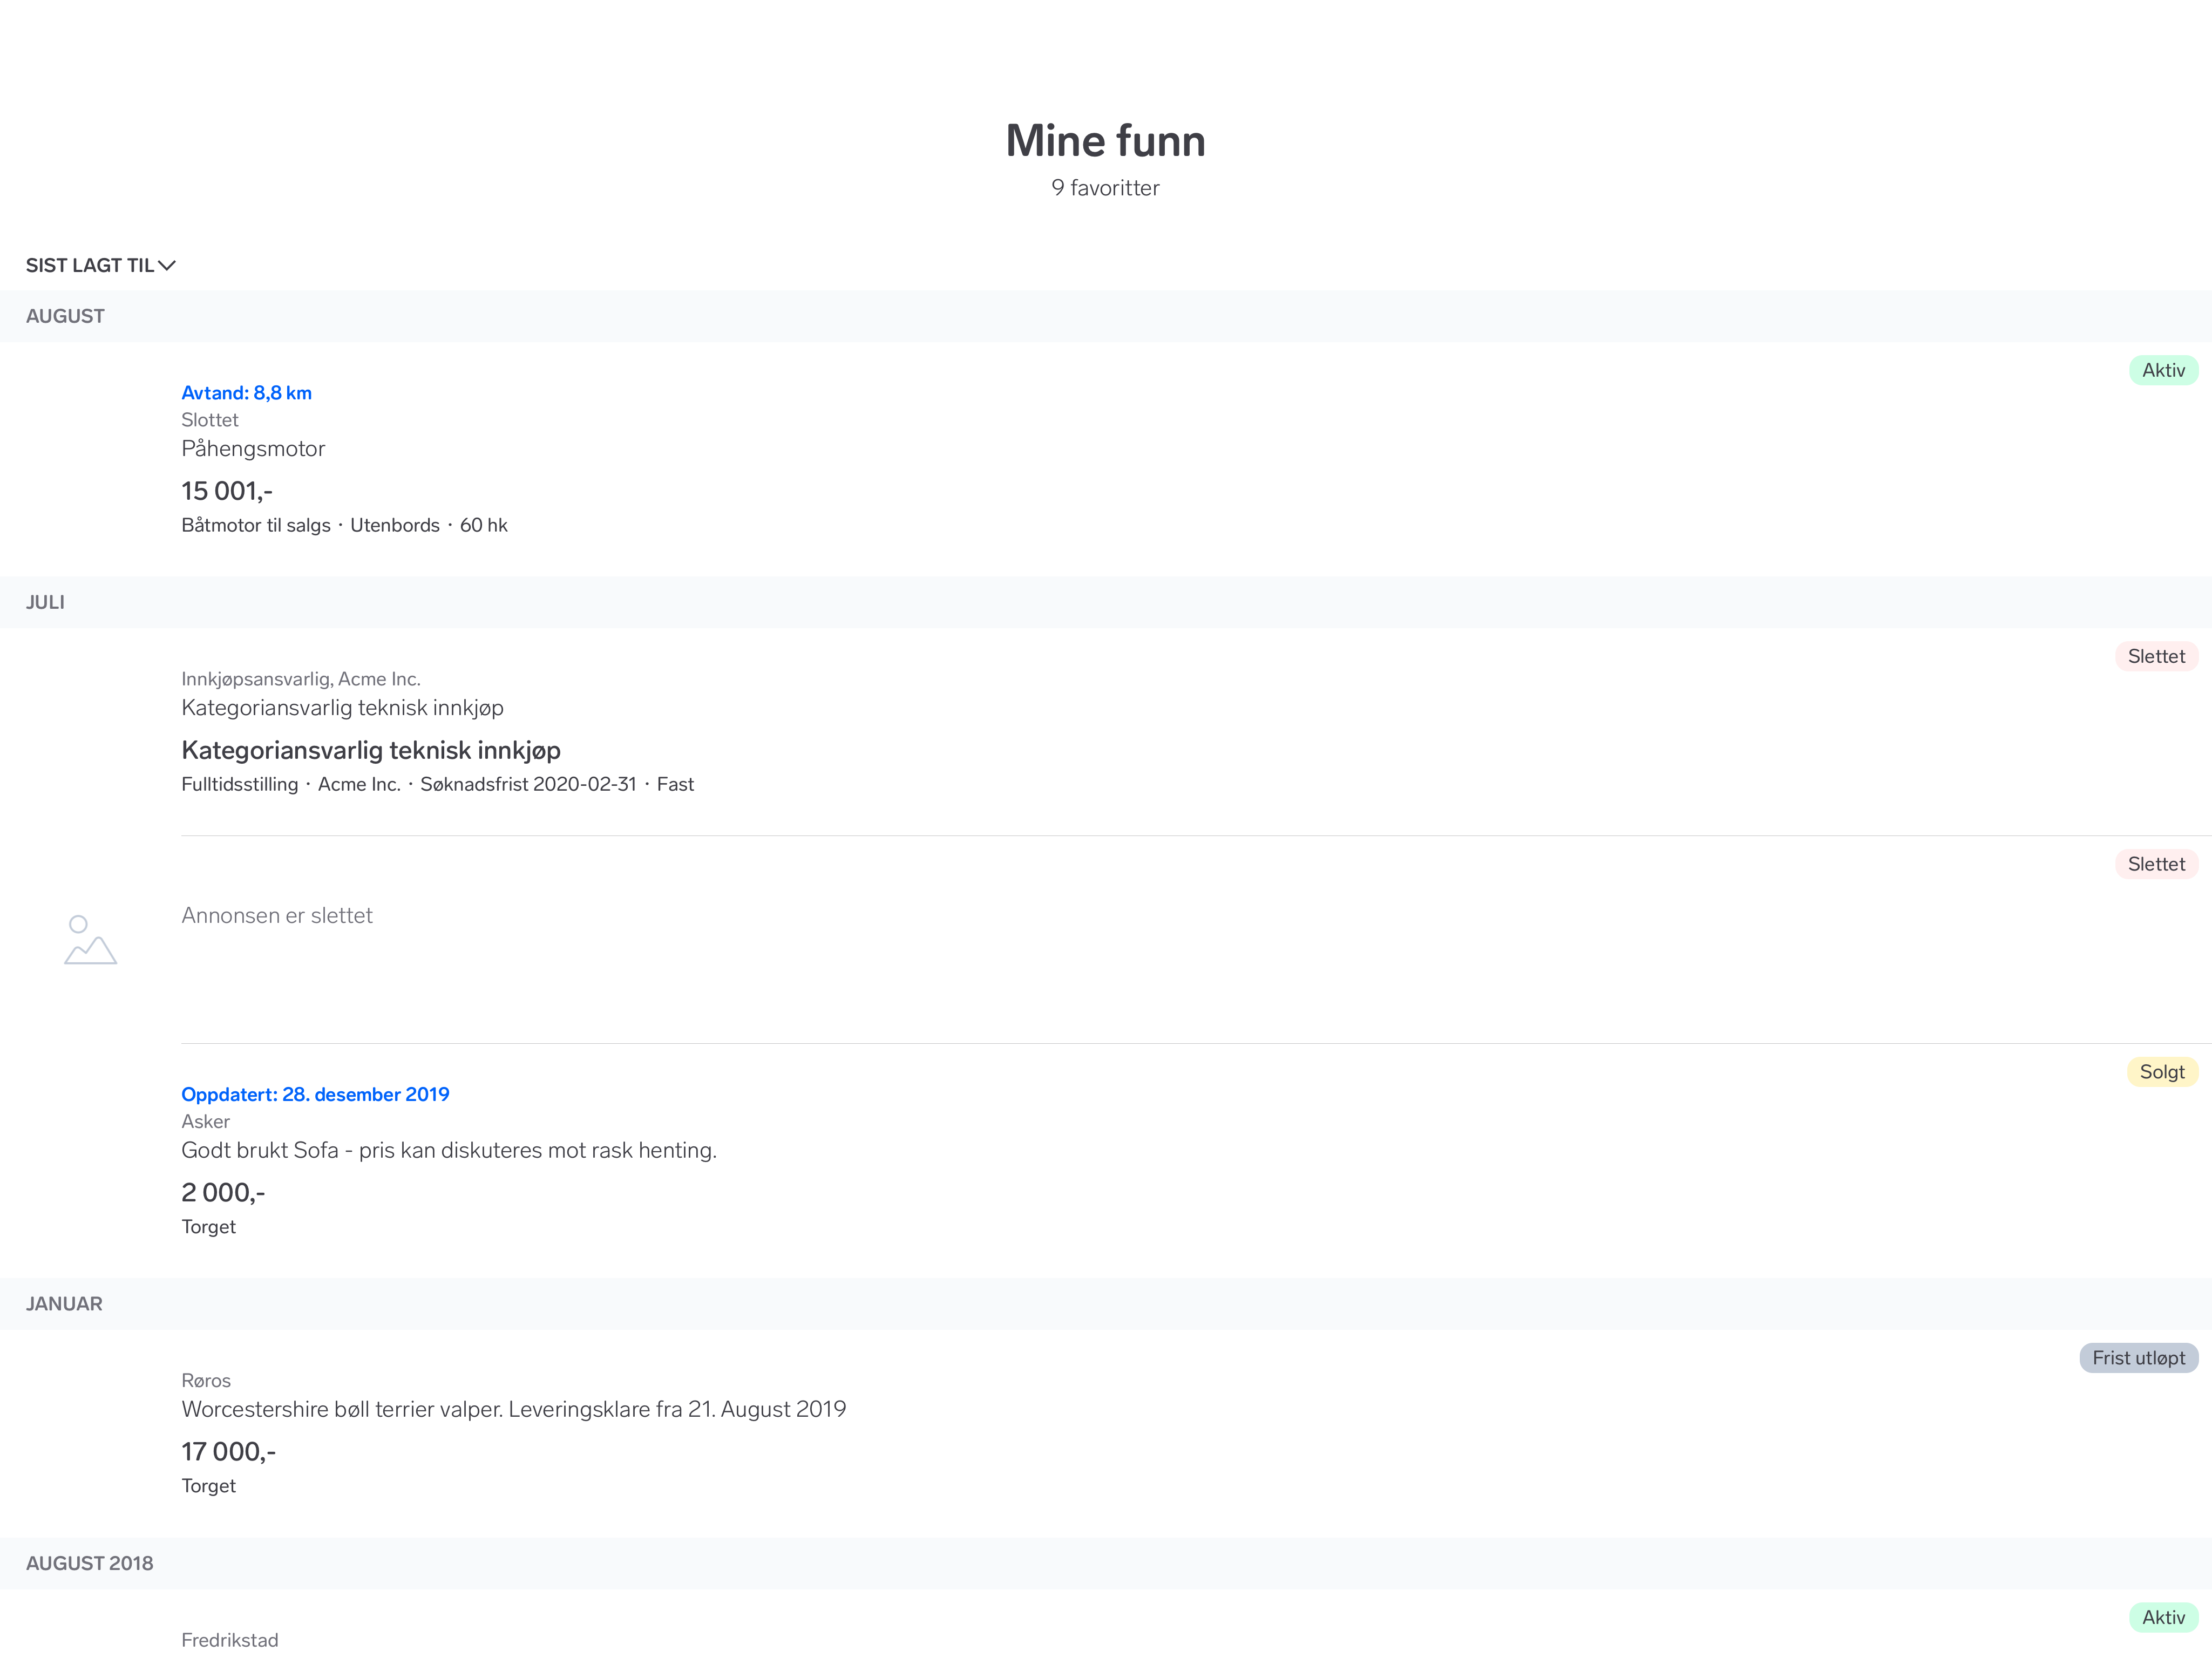 Mine funn
9 favoritter
SIST LAGT TIL
AUGUST
Aktiv
Avtand: 8,8 km
Slottet
Påhengsmotor
15 001,-
Båtmotor til salgs・Utenbords・60 hk
JULI
Slettet
Innkjøpsansvarlig, Acme Inc.
Kategoriansvarlig teknisk innkjøp
Kategoriansvarlig teknisk innkjøp
Fulltidsstilling・Acme Inc.・Søknadsfrist 2020-02-31・Fast
Slettet
Annonsen er slettet
Solgt
Oppdatert: 28. desember 2019
Asker
Godt brukt Sofa - pris kan diskuteres mot rask henting.
2 000,-
Torget
JANUAR
Frist utløpt
Røros
Worcestershire bøll terrier valper. Leveringsklare fra 21. August 2019
17 000,-
Torget
AUGUST 2018
Aktiv
Fredrikstad